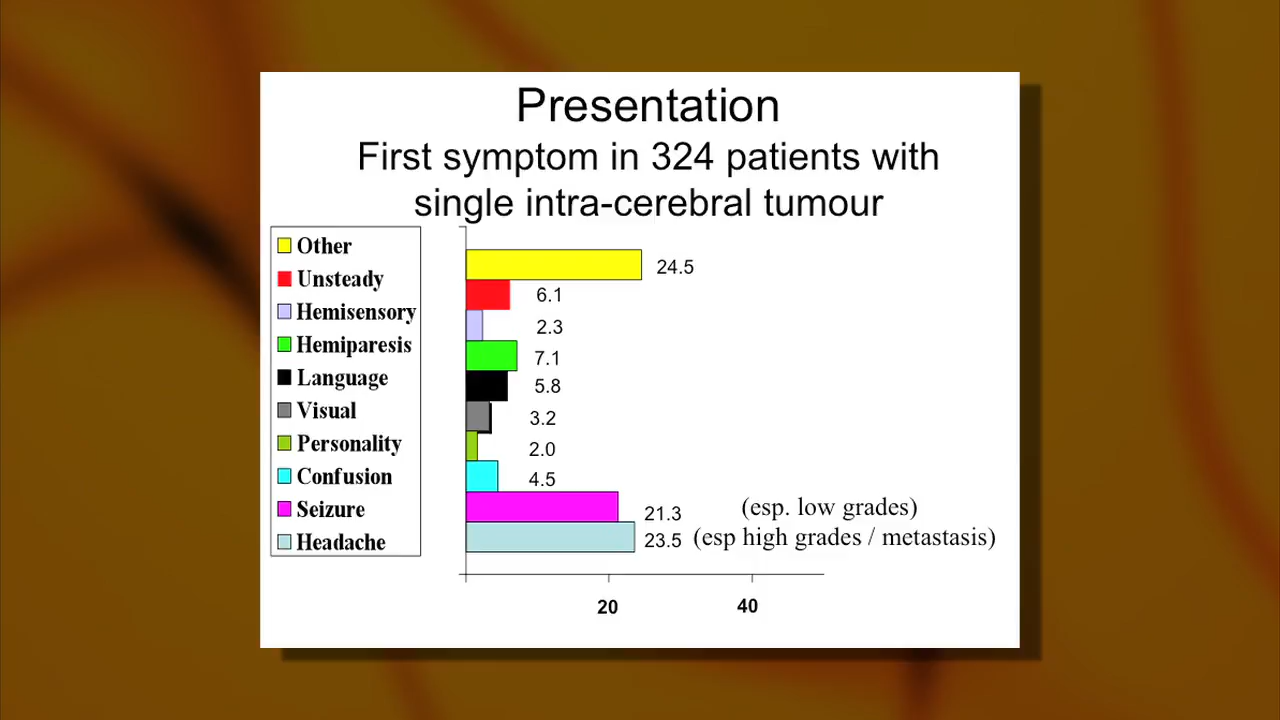 Presentation
First symptom in 324 patients with
single intra-cerebral tumour
Other
Unsteady
Hemisensory
Hemiparesis
Language
Visual
Personality
Confusion
Seizure
Headache
24.5
6.1
2.3
7.1
5.8
3.2
2.0
4.5
21.3 (esp. low grades)
23.5 (esp high grades / metastasis)
20 40